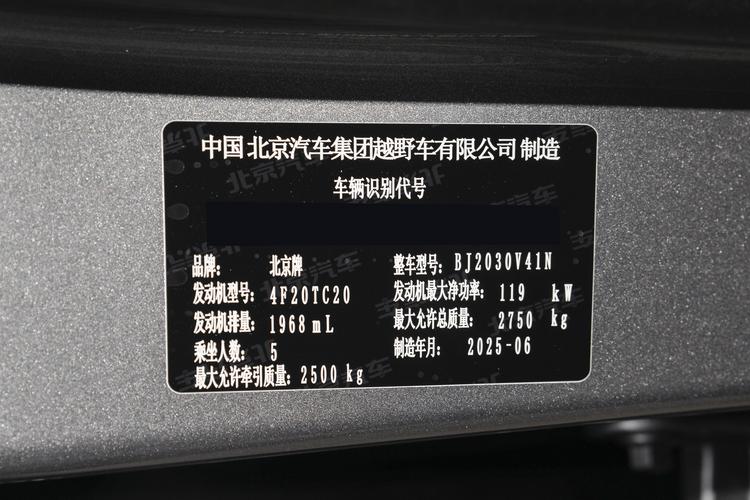 中国 北京汽车集团越野车有限公司 制造
车辆识别代号
品牌: 北京牌 整车型号: BJ2030V41N
发动机型号: 4F20TC20 发动机最大净功率: 119 kW
发动机排量: 1968 mL 最大允许总质量: 2750 kg
乘坐人数: 5 制造年月: 2025-06
最大允许牵引质量: 2500 kg